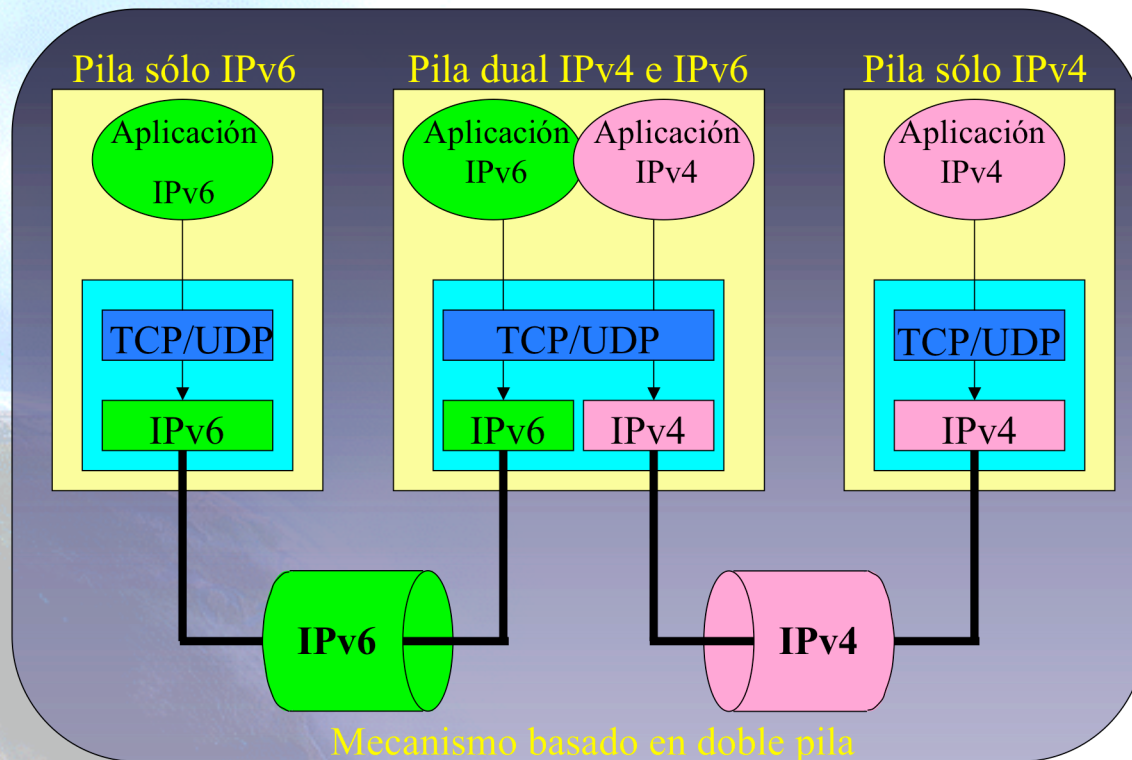 Pila sólo IPv6
Pila dual IPv4 e IPv6
Pila sólo IPv4
Aplicación
IPv6
Aplicación
IPv6
Aplicación
IPv4
Aplicación
IPv4
TCP/UDP
TCP/UDP
TCP/UDP
IPv6
IPv6
IPv4
IPv4
IPv6
IPv4
Mecanismo basado en doble pila